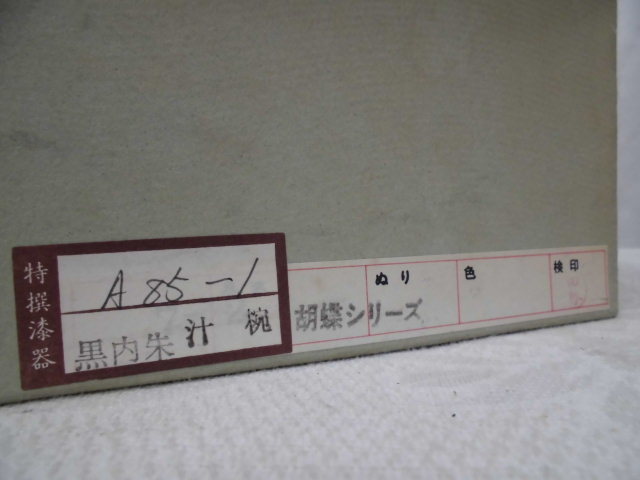 特撰漆器
A85-1
黒内朱 汁椀
ぬり 色 検印
胡蝶シリーズ